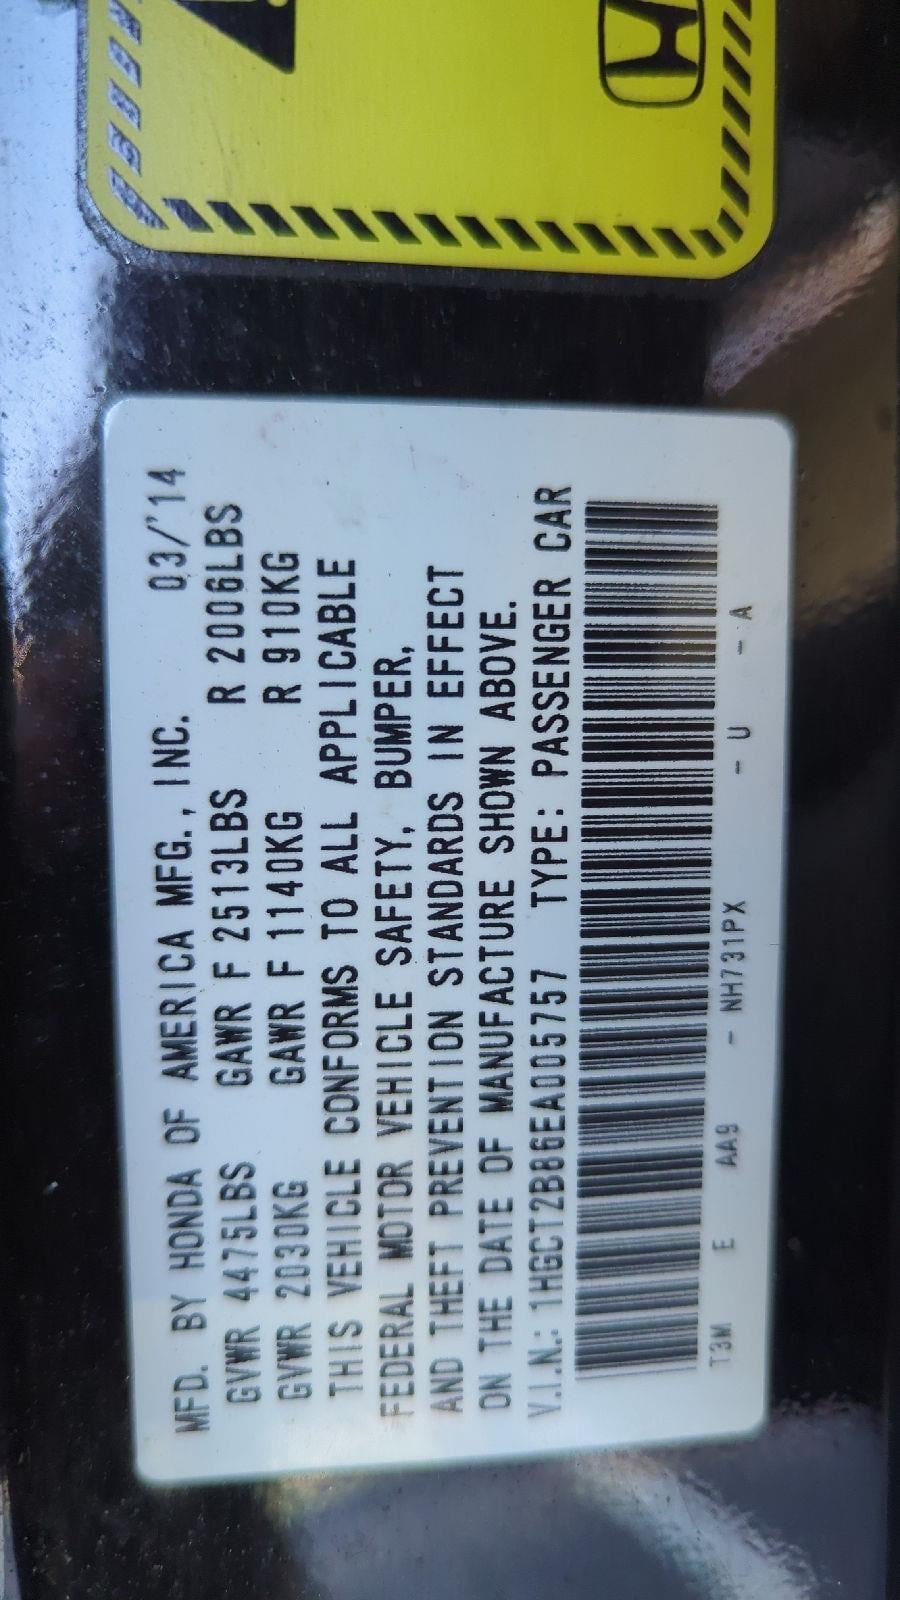 MFD. BY HONDA OF AMERICA MFG., INC. 03/'14
GVWR 4475LBS GAWR F 2513LBS R 2006LBS
GVWR 2030KG GAWR F 1140KG R 910KG
THIS VEHICLE CONFORMS TO ALL APPLICABLE
FEDERAL MOTOR VEHICLE SAFETY, BUMPER,
AND THEFT PREVENTION STANDARDS IN EFFECT
ON THE DATE OF MANUFACTURE SHOWN ABOVE.
V.I.N.: 1HGCT2B86EA005757 TYPE: PASSENGER CAR
T3M E AA9 - NH731PX - U - A